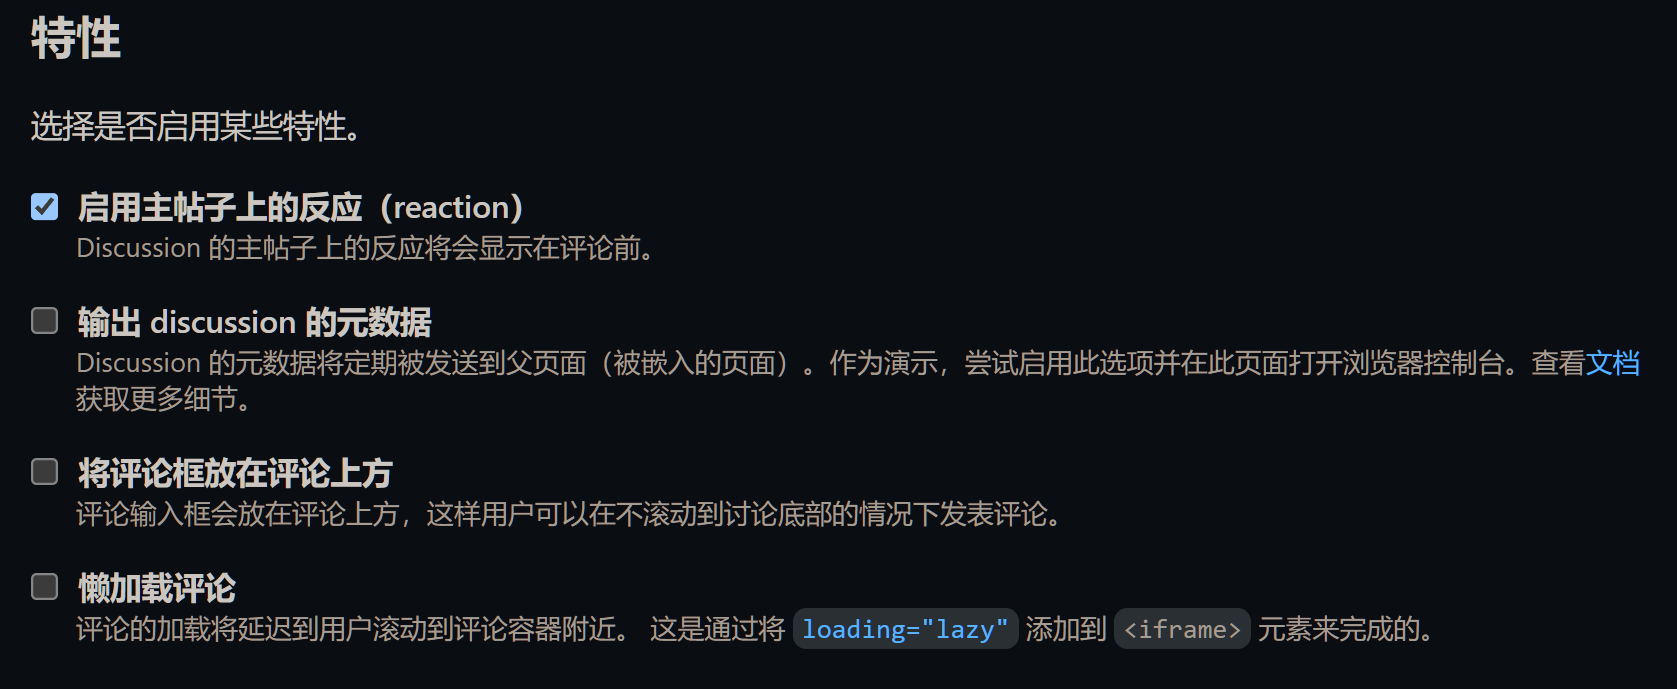 特性
选择是否启用某些特性。
启用主帖子上的反应（reaction）
Discussion 的主帖子上的反应将会显示在评论前。
输出 discussion 的元数据
Discussion 的元数据将定期被发送到父页面（被嵌入的页面）。作为演示，尝试启用此选项并在此页面打开浏览器控制台。查看文档
获取更多细节。
将评论框放在评论上方
评论输入框会放在评论上方，这样用户可以在不滚动到讨论底部的情况下发表评论。
懒加载评论
评论的加载将延迟到用户滚动到评论容器附近。 这是通过将 loading="lazy" 添加到 <iframe> 元素来完成的。